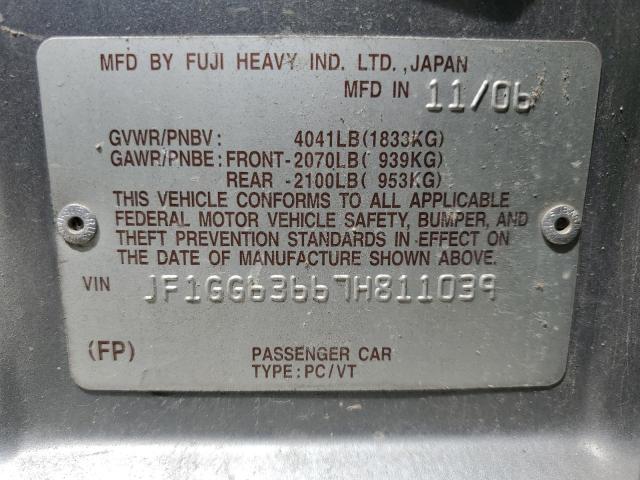 MFD BY FUJI HEAVY IND. LTD., JAPAN
MFD IN 11/06
GVWR/PNBV: 4041LB(1833KG)
GAWR/PNBE: FRONT-2070LB( 939KG)
REAR -2100LB( 953KG)
THIS VEHICLE CONFORMS TO ALL APPLICABLE
FEDERAL MOTOR VEHICLE SAFETY, BUMPER, AND
THEFT PREVENTION STANDARDS IN EFFECT ON
THE DATE OF MANUFACTURE SHOWN ABOVE.
VIN JF1GG63667H811039
(FP) PASSENGER CAR
TYPE: PC/VT